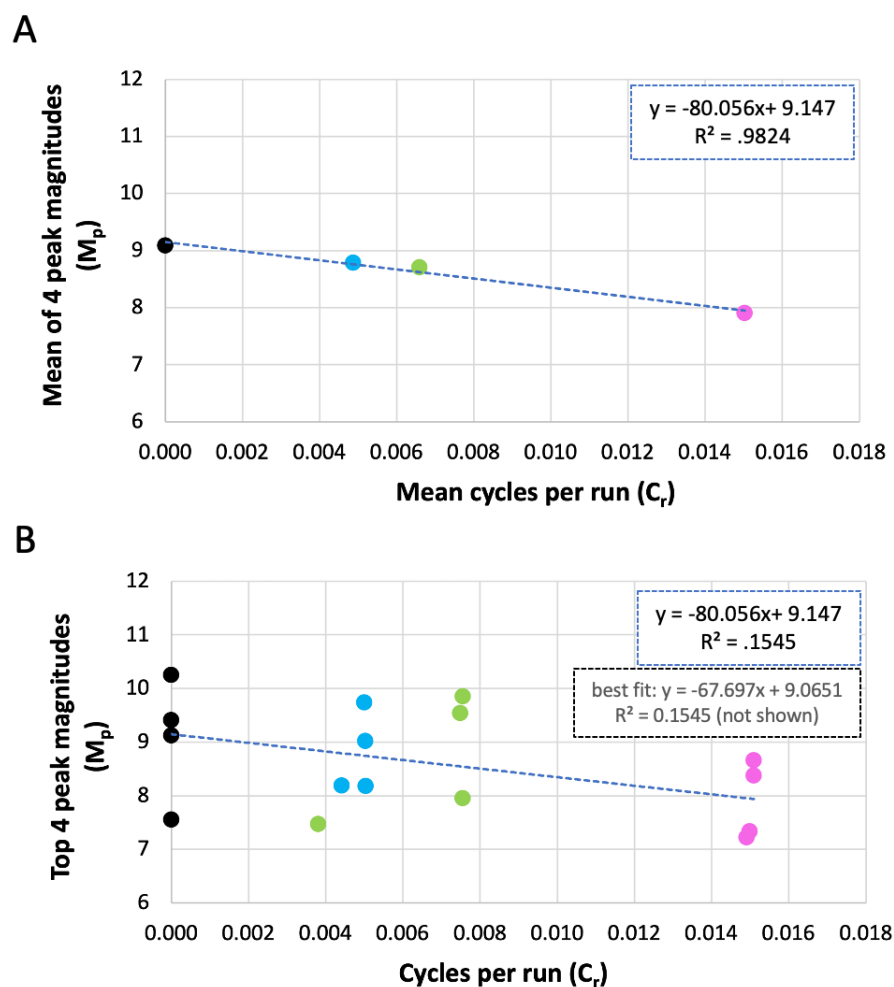 A
12
11
10
9
8
7
6
Mean of 4 peak magnitudes
(Mp)
y = -80.056x+ 9.147
R² = .9824
0.000 0.002 0.004 0.006 0.008 0.010 0.012 0.014 0.016 0.018
Mean cycles per run (Cr)
B
12
11
10
9
8
7
6
Top 4 peak magnitudes
(Mp)
y = -80.056x+ 9.147
R² = .1545
best fit: y = -67.697x + 9.0651
R² = 0.1545 (not shown)
0.000 0.002 0.004 0.006 0.008 0.010 0.012 0.014 0.016 0.018
Cycles per run (Cr)